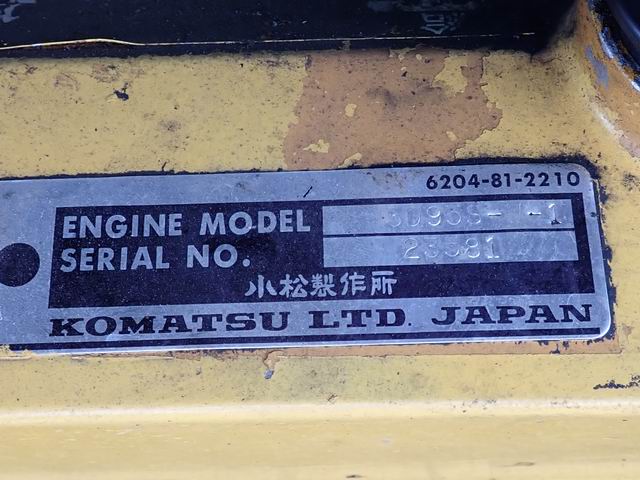 6204-81-2210
ENGINE MODEL
SERIAL NO.
小松製作所
KOMATSU LTD. JAPAN